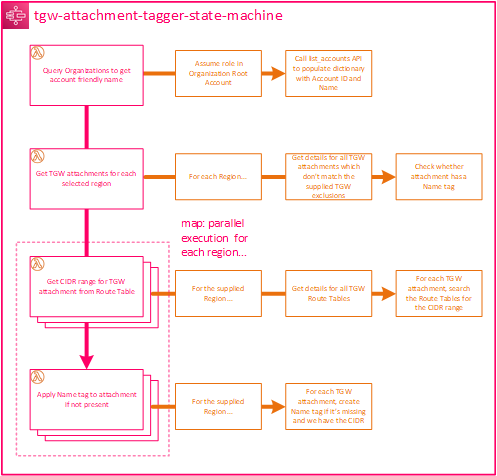 tgw-attachment-tagger-state-machine
Query Organizations to get
account friendly name
Assume role in
Organization Root
Account
Call list_accounts API
to populate dictionary
with Account ID and
Name
Get TGW attachments for each
selected region
For each Region...
Get details for all TGW
attachments which
don't match the
supplied TGW
exclusions
Check whether
attachment has a
Name tag
map: parallel
execution for
each region...
Get CIDR range for TGW
attachment from Route Table
For the supplied
Region...
Get details for all TGW
Route Tables
For each TGW
attachment, search
the Route Tables for
the CIDR range
Apply Name tag to attachment
if not present
For the supplied
Region...
For each TGW
attachment, create
Name tag if it's missing
and we have the CIDR